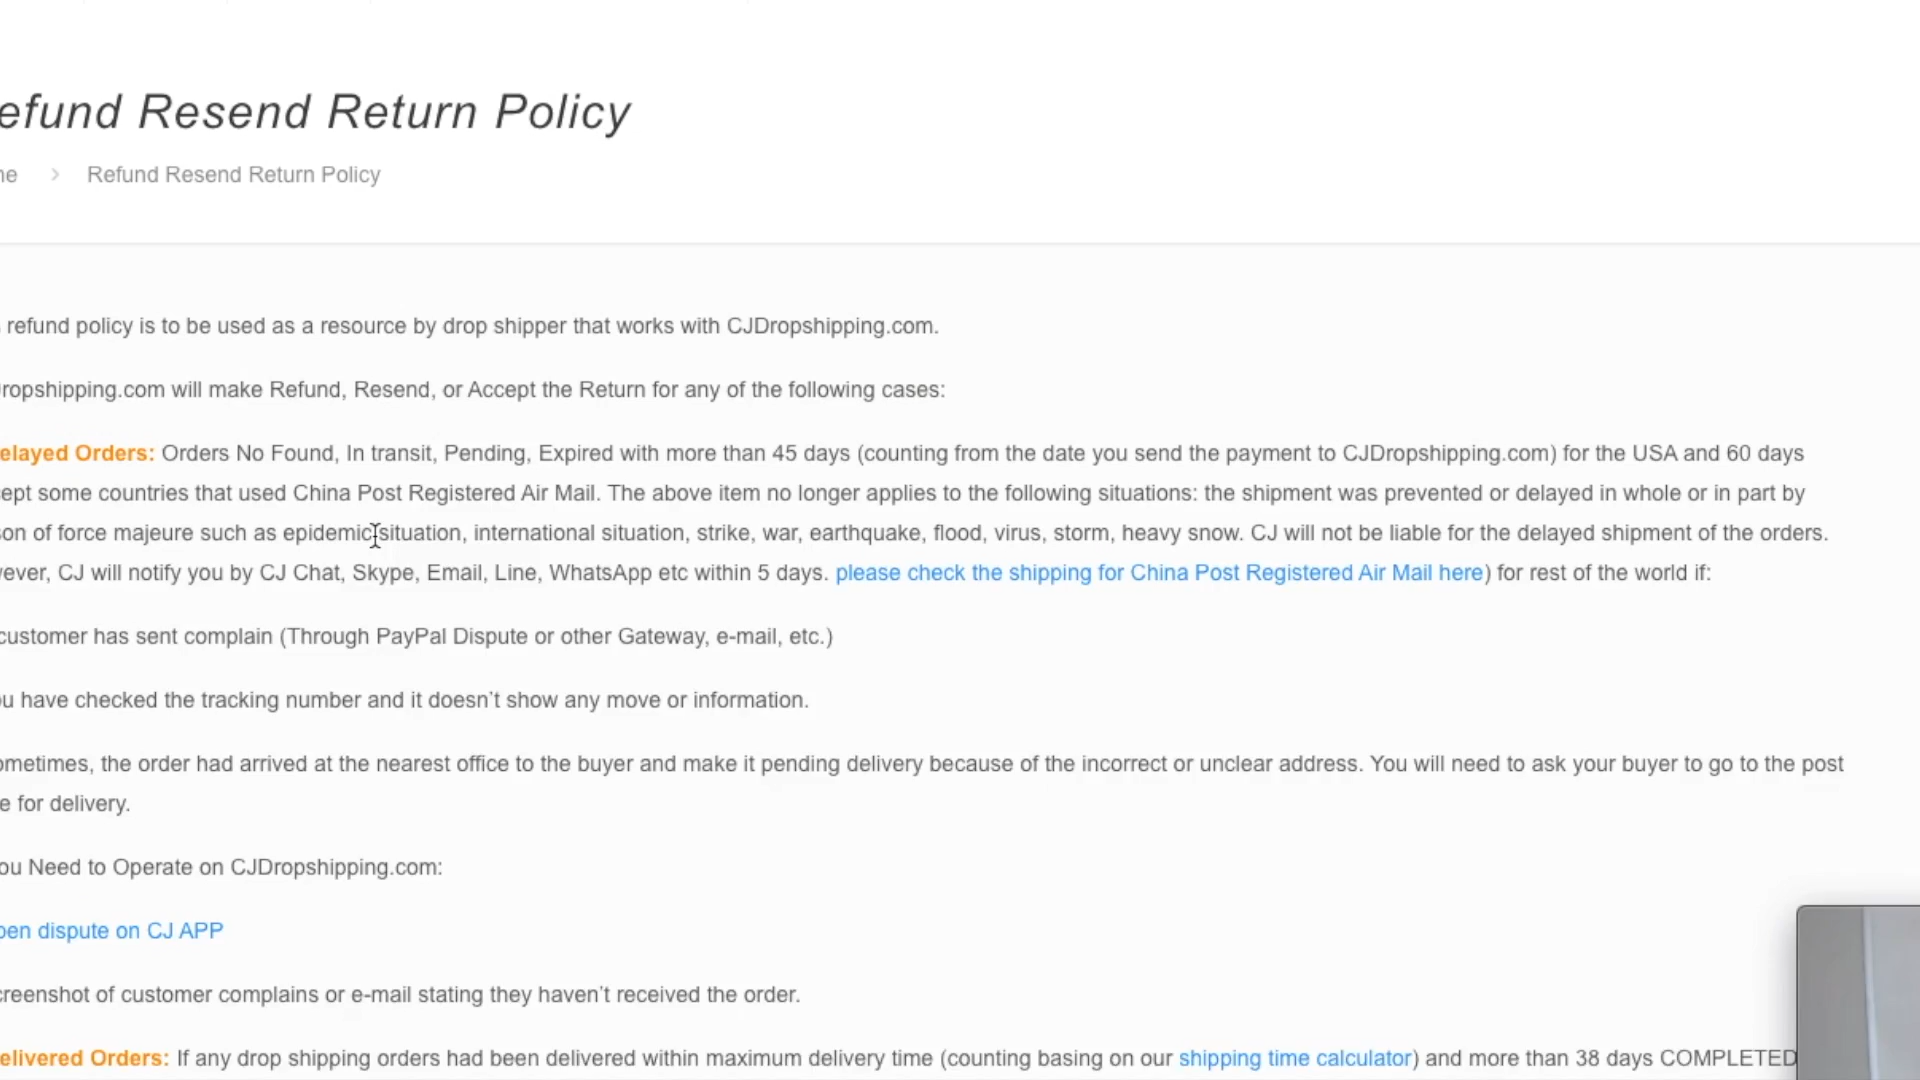 efund Resend Return Policy
ne > Refund Resend Return Policy
refund policy is to be used as a resource by drop shipper that works with CJDropshipping.com.
ropshipping.com will make Refund, Resend, or Accept the Return for any of the following cases:
elayed Orders: Orders No Found, In transit, Pending, Expired with more than 45 days (counting from the date you send the payment to CJDropshipping.com) for the USA and 60 days
ept some countries that used China Post Registered Air Mail. The above item no longer applies to the following situations: the shipment was prevented or delayed in whole or in part by
on of force majeure such as epidemic situation, international situation, strike, war, earthquake, flood, virus, storm, heavy snow. CJ will not be liable for the delayed shipment of the orders.
ever, CJ will notify you by CJ Chat, Skype, Email, Line, WhatsApp etc within 5 days. please check the shipping for China Post Registered Air Mail here) for rest of the world if:
customer has sent complain (Through PayPal Dispute or other Gateway, e-mail, etc.)
u have checked the tracking number and it doesn’t show any move or information.
ometimes, the order had arrived at the nearest office to the buyer and make it pending delivery because of the incorrect or unclear address. You will need to ask your buyer to go to the post
e for delivery.
ou Need to Operate on CJDropshipping.com:
pen dispute on CJ APP
creenshot of customer complains or e-mail stating they haven’t received the order.
elivered Orders: If any drop shipping orders had been delivered within maximum delivery time (counting basing on our shipping time calculator) and more than 38 days COMPLETED